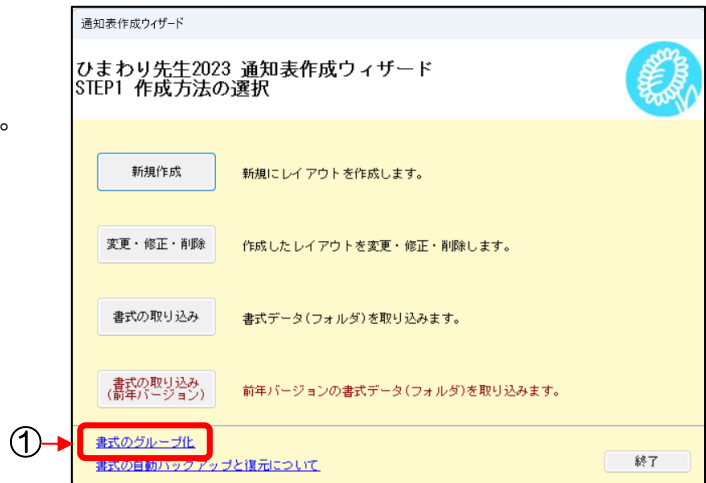 通知表作成ウィザード
ひまわり先生2023 通知表作成ウィザード
STEP1 作成方法の選択
。
新規作成 新規にレイアウトを作成します。
変更・修正・削除 作成したレイアウトを変更・修正・削除します。
書式の取り込み 書式データ(フォルダ)を取り込みます。
書式の取り込み
(前年バージョン) 前年バージョンの書式データ(フォルダ)を取り込みます。
① 書式のグループ化
書式の自動バックアップと復元について
終了